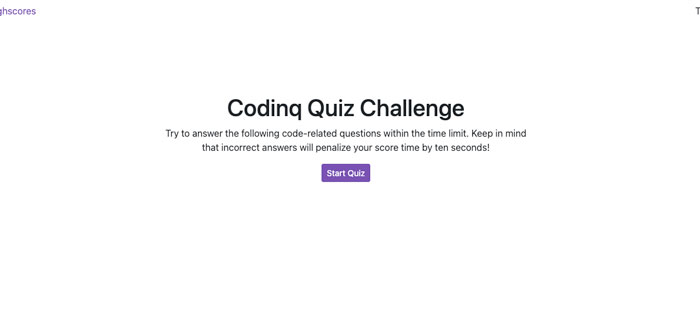 ghscores
T
Codinq Quiz Challenge
Try to answer the following code-related questions within the time limit. Keep in mind
that incorrect answers will penalize your score time by ten seconds!
Start Quiz